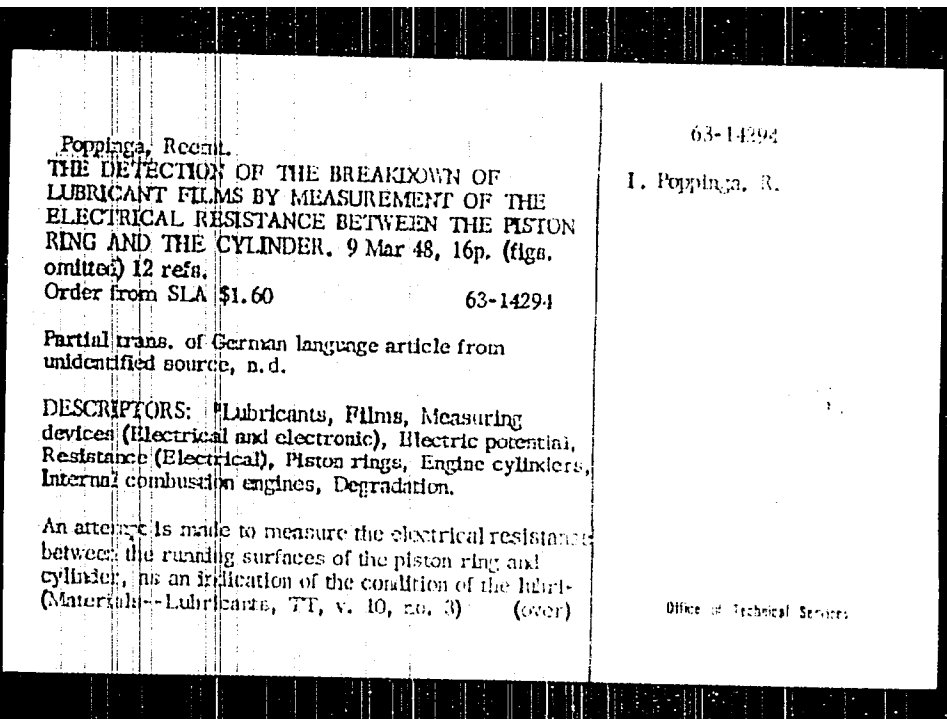 Poppinga,
THE DETECTION OF THE BREAKDOWN OF
LUBRICANT FILMS BY MEASUREMENT OF THE
ELECTRICAL RESISTANCE BETWEEN THE PISTON
RING AND THE CYLINDER. 9 Mar 48, 16p. (figs.
omitted) 12 refs.
Order from SLA $1.60 63-14294
Partial trans. of German language article from
unidentified source, n.d.
DESCRIPTORS: *Lubricants, Films, Measuring
devices (Electrical and electronic), Electric potential,
Resistance (Electrical), Piston rings, Engine cylinders,
Internal combustion engines, Degradation.
An attempt is made to measure the electrical resistance
between the running surfaces of the piston ring and
cylinder, as an indication of the condition of the lubri-
(Materials--Lubricants, TT, v. 10, no. 3) (over)
63-14294
I. Poppinga, R.
Office of Technical Services